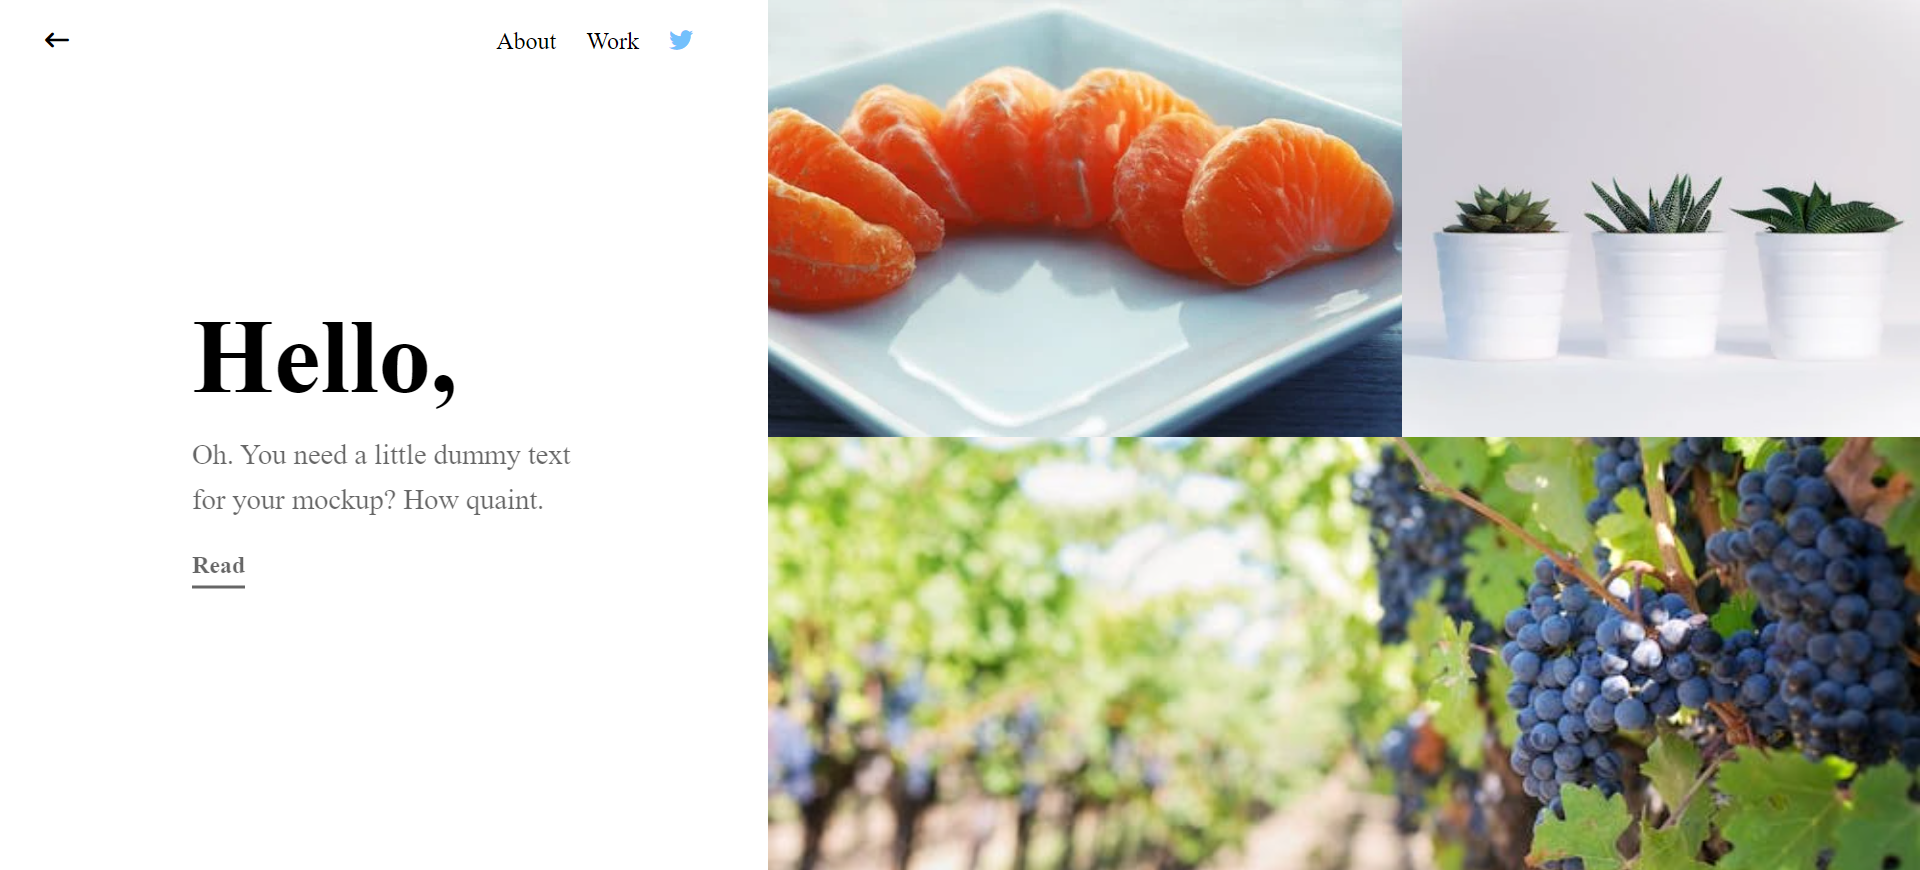 About Work
Hello,
Oh. You need a little dummy text
for your mockup? How quaint.
Read